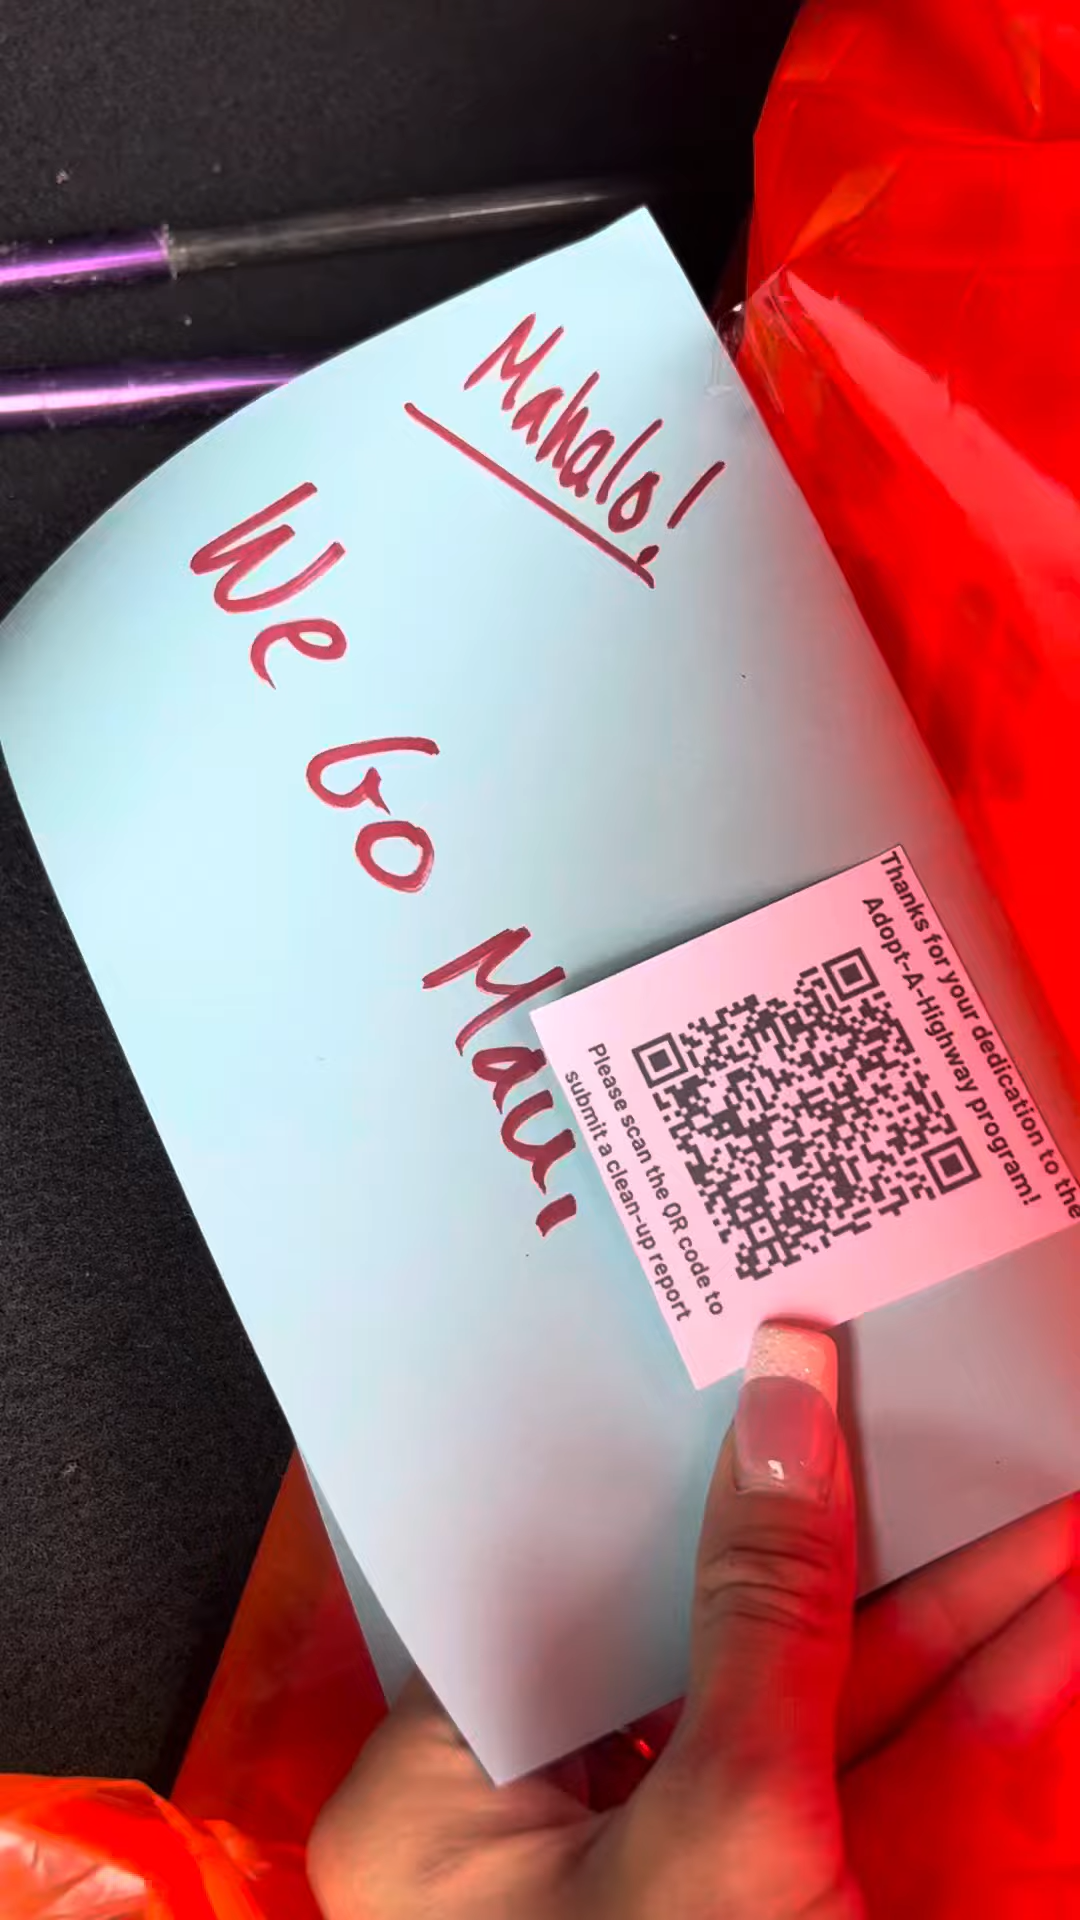 Mahalo!
We Go Maui
Thanks for your dedication to the
Adopt-A-Highway program!
Please scan the QR code to
submit a clean-up report